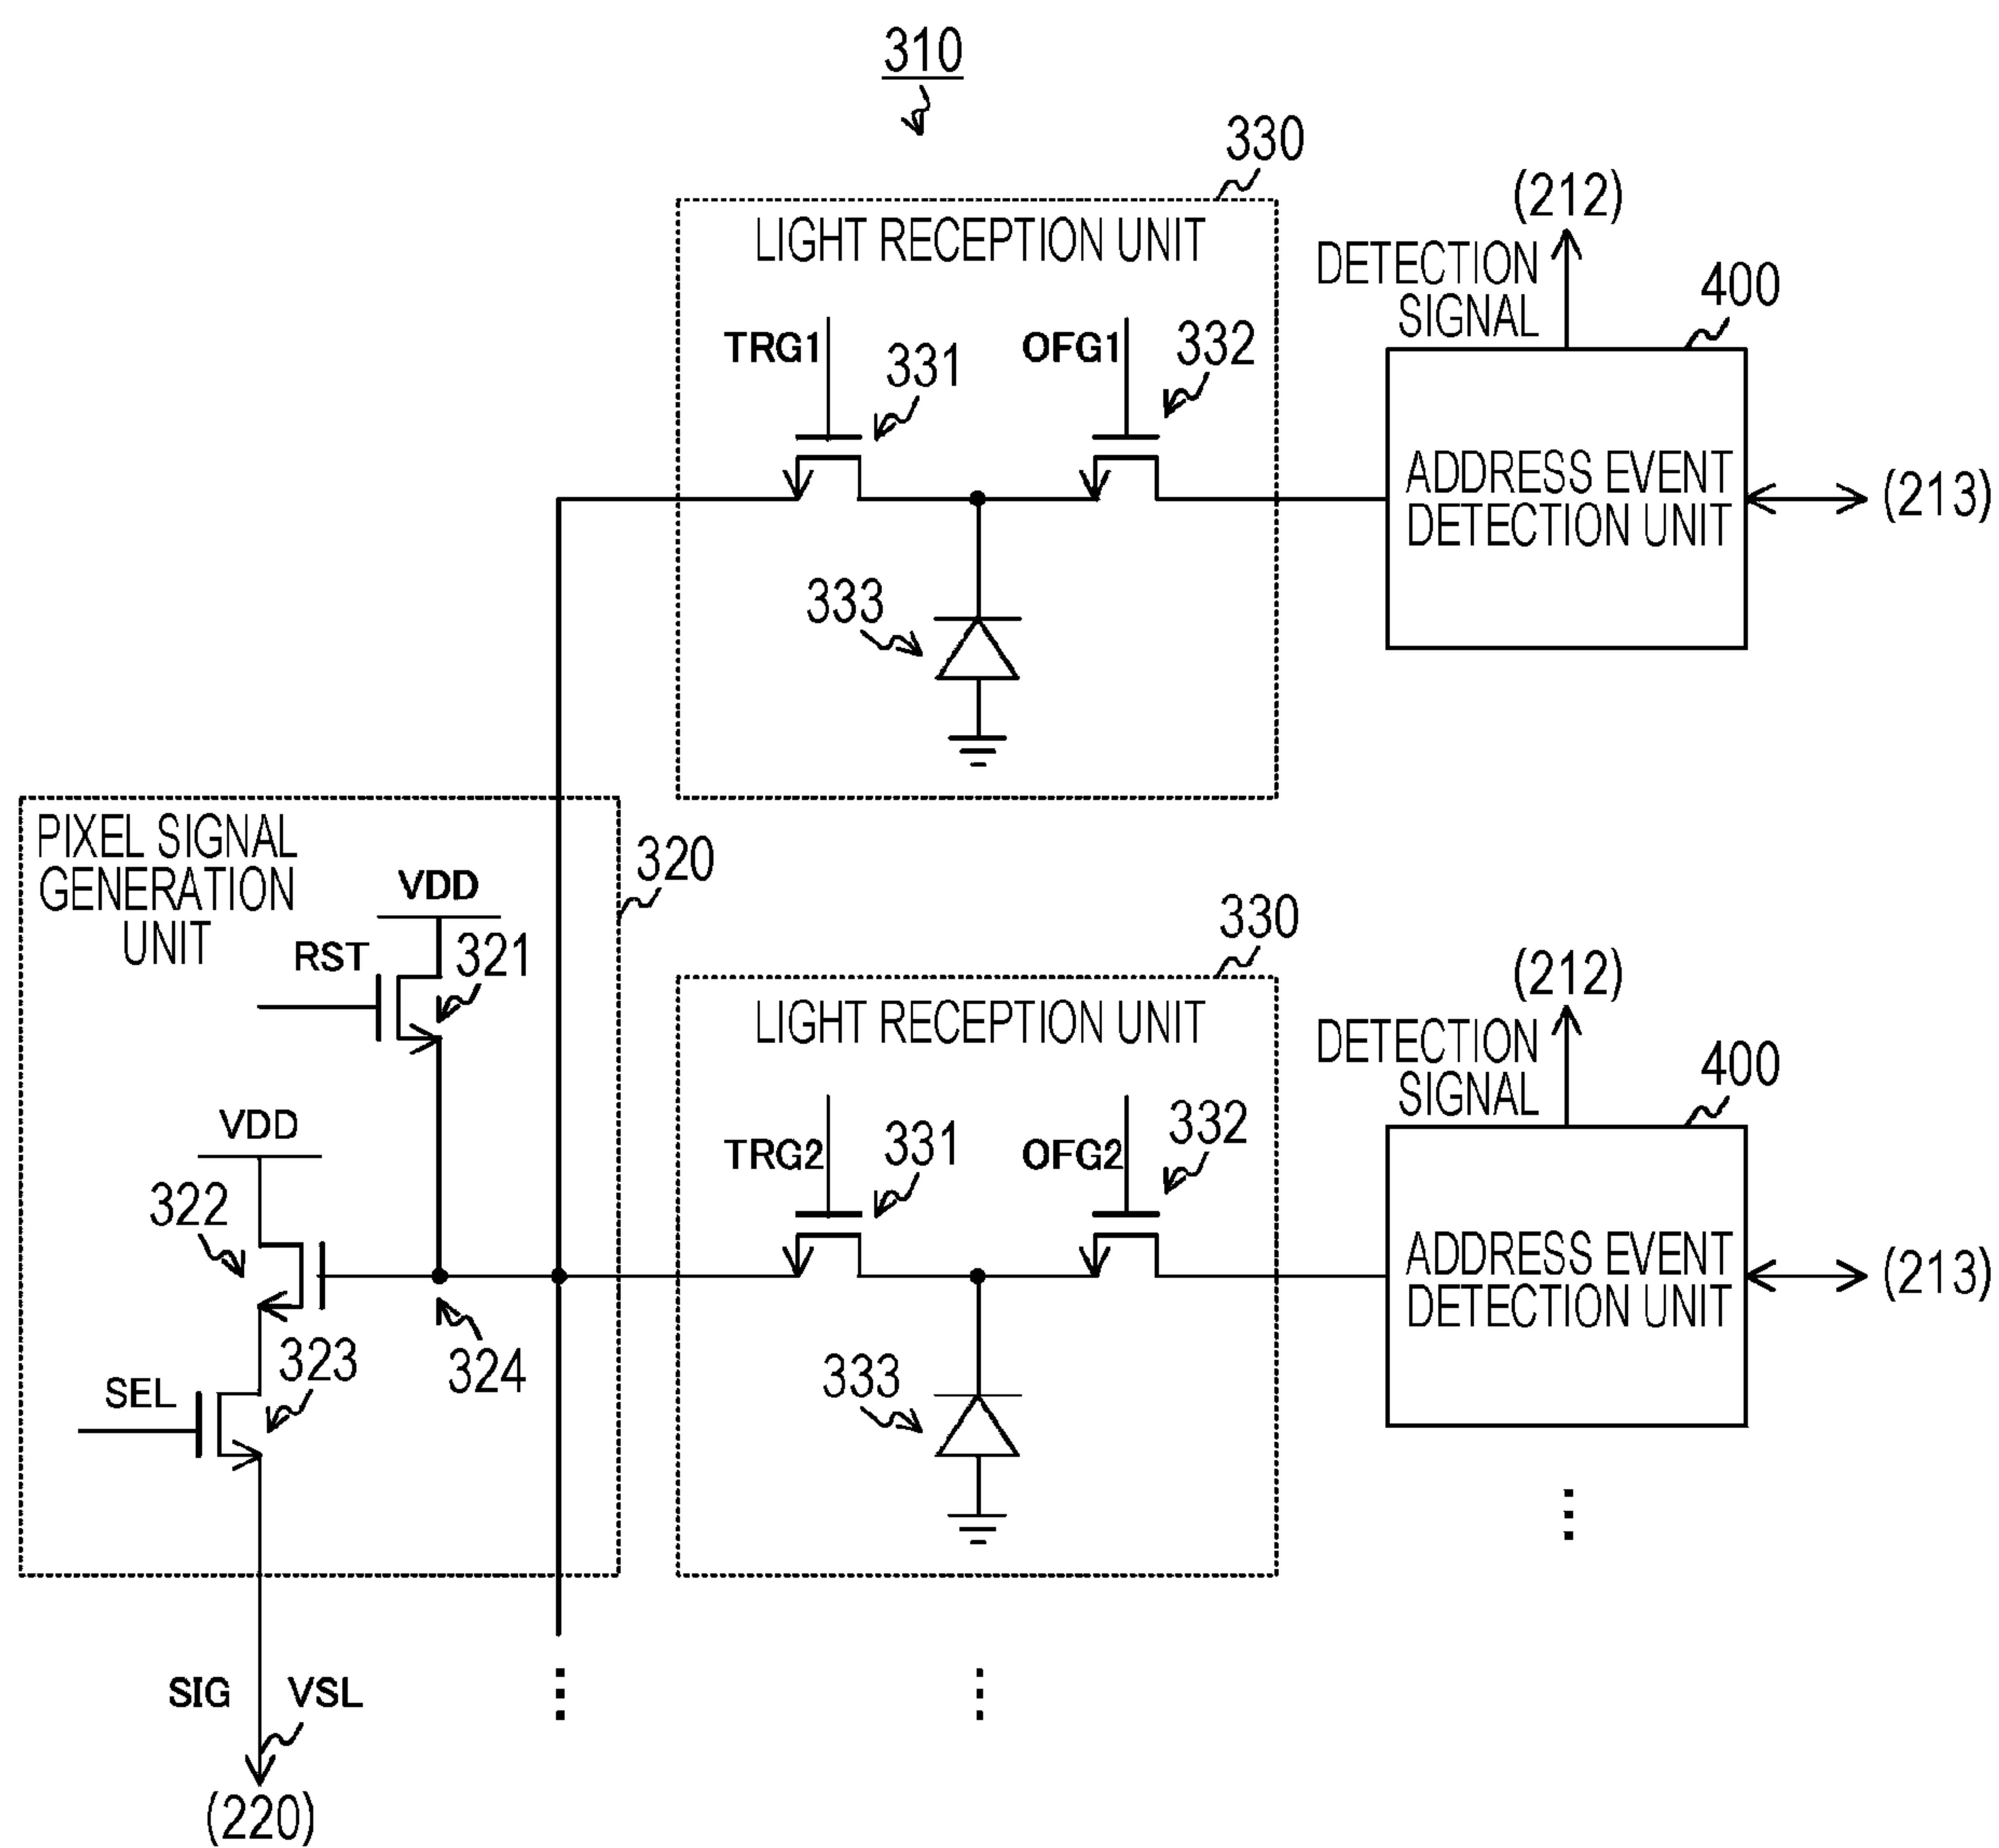 310
330
LIGHT RECEPTION UNIT
TRG1
331
OFG1
332
333
(212)
DETECTION
SIGNAL
400
ADDRESS EVENT
DETECTION UNIT
(213)
PIXEL SIGNAL
GENERATION
UNIT
320
VDD
RST
321
VDD
322
323
SEL
324
SIG
VSL
(220)
330
LIGHT RECEPTION UNIT
TRG2
331
OFG2
332
333
(212)
DETECTION
SIGNAL
400
ADDRESS EVENT
DETECTION UNIT
(213)